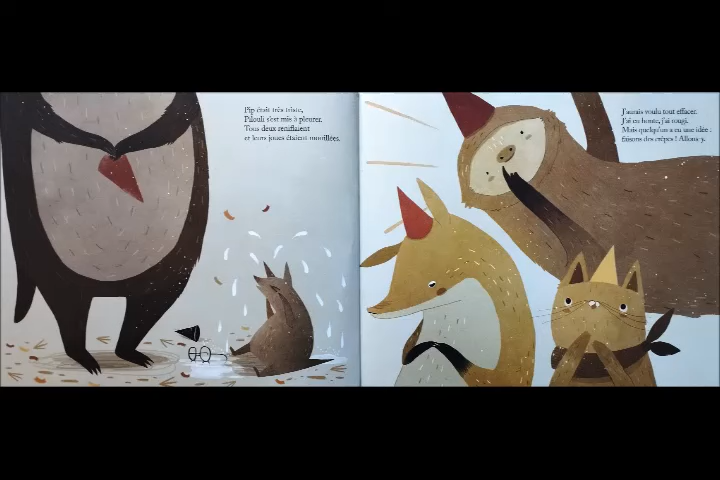 Pip était très triste,
Pilouli s'est mis à pleurer.
Tous deux reniflaient
et leurs joues étaient mouillées.
J'aurais voulu tout effacer.
J'ai eu honte, j'ai rougi.
Mais quelqu'un a eu une idée :
faisons des crêpes ! Allons-y.